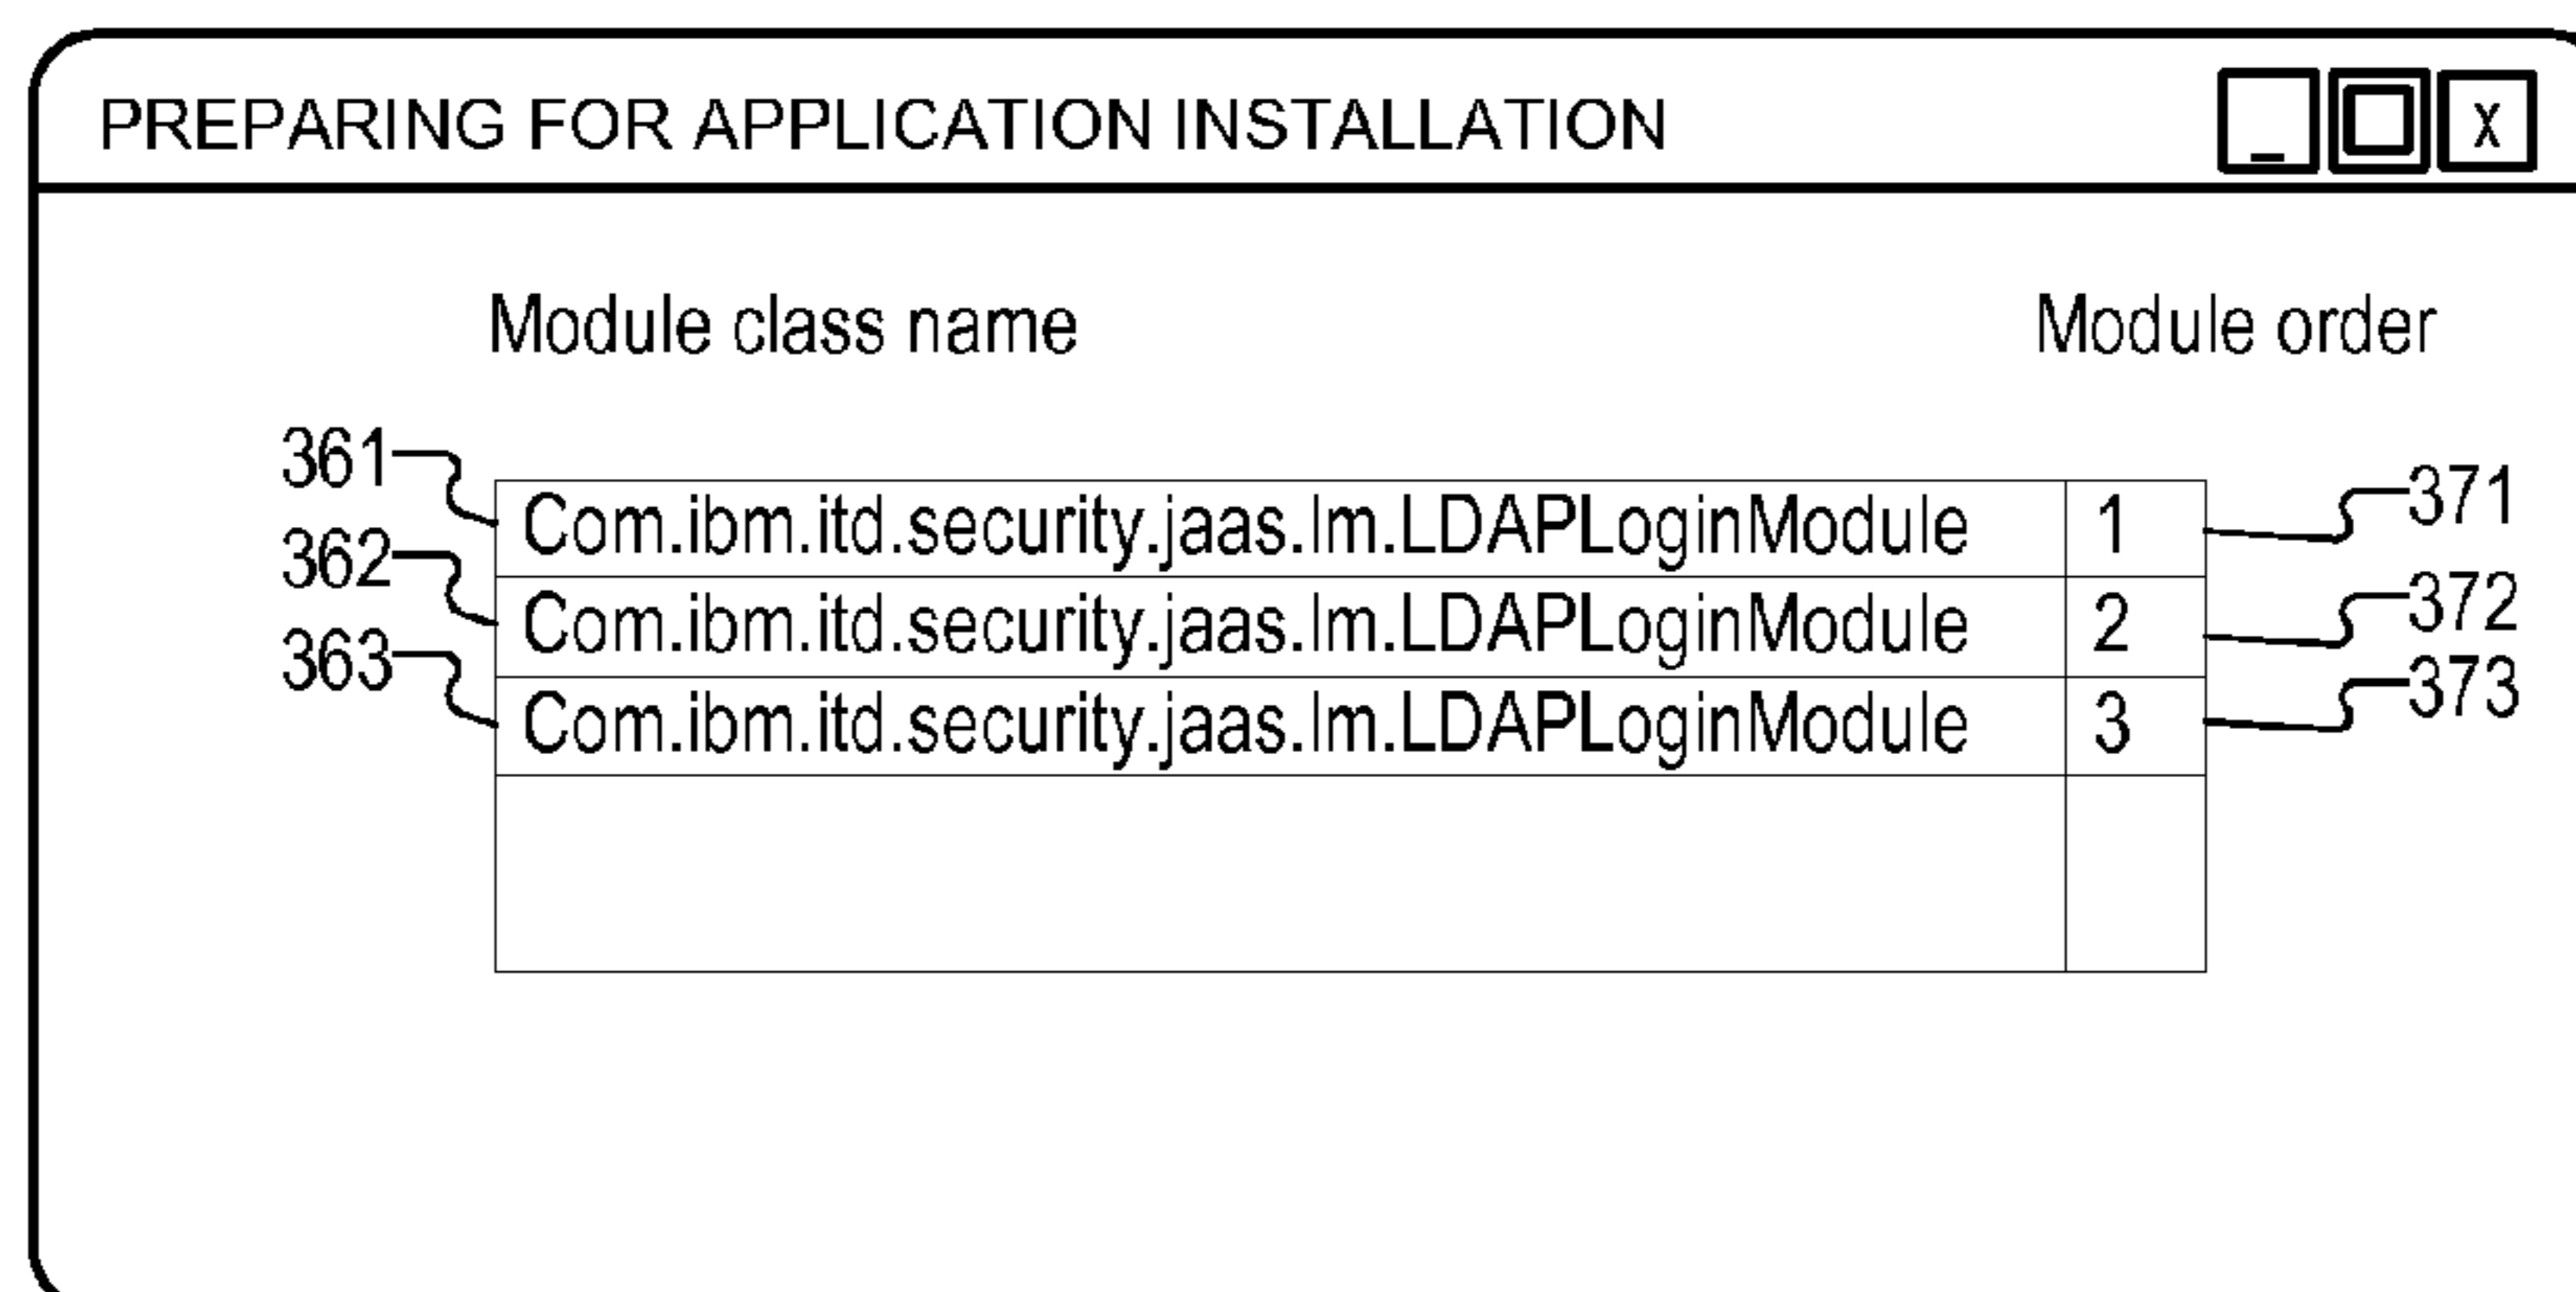 PREPARING FOR APPLICATION INSTALLATION _ X
Module class name Module order
361 Com.ibm.itd.security.jaas.lm.LDAPLoginModule 1 371
362 Com.ibm.itd.security.jaas.lm.LDAPLoginModule 2 372
363 Com.ibm.itd.security.jaas.lm.LDAPLoginModule 3 373